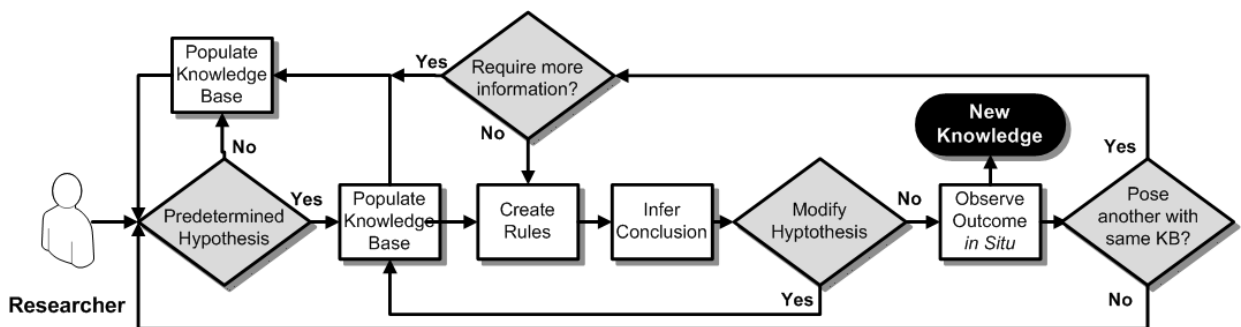 Populate
Knowledge
Base
Yes
Require more
information?
No
No
New
Knowledge
Yes
Predetermined
Hypothesis
Yes
Populate
Knowledge
Base
Create
Rules
Infer
Conclusion
Modify
Hyptothesis
No
Observe
Outcome
in Situ
Pose
another with
same KB?
Researcher
Yes
No